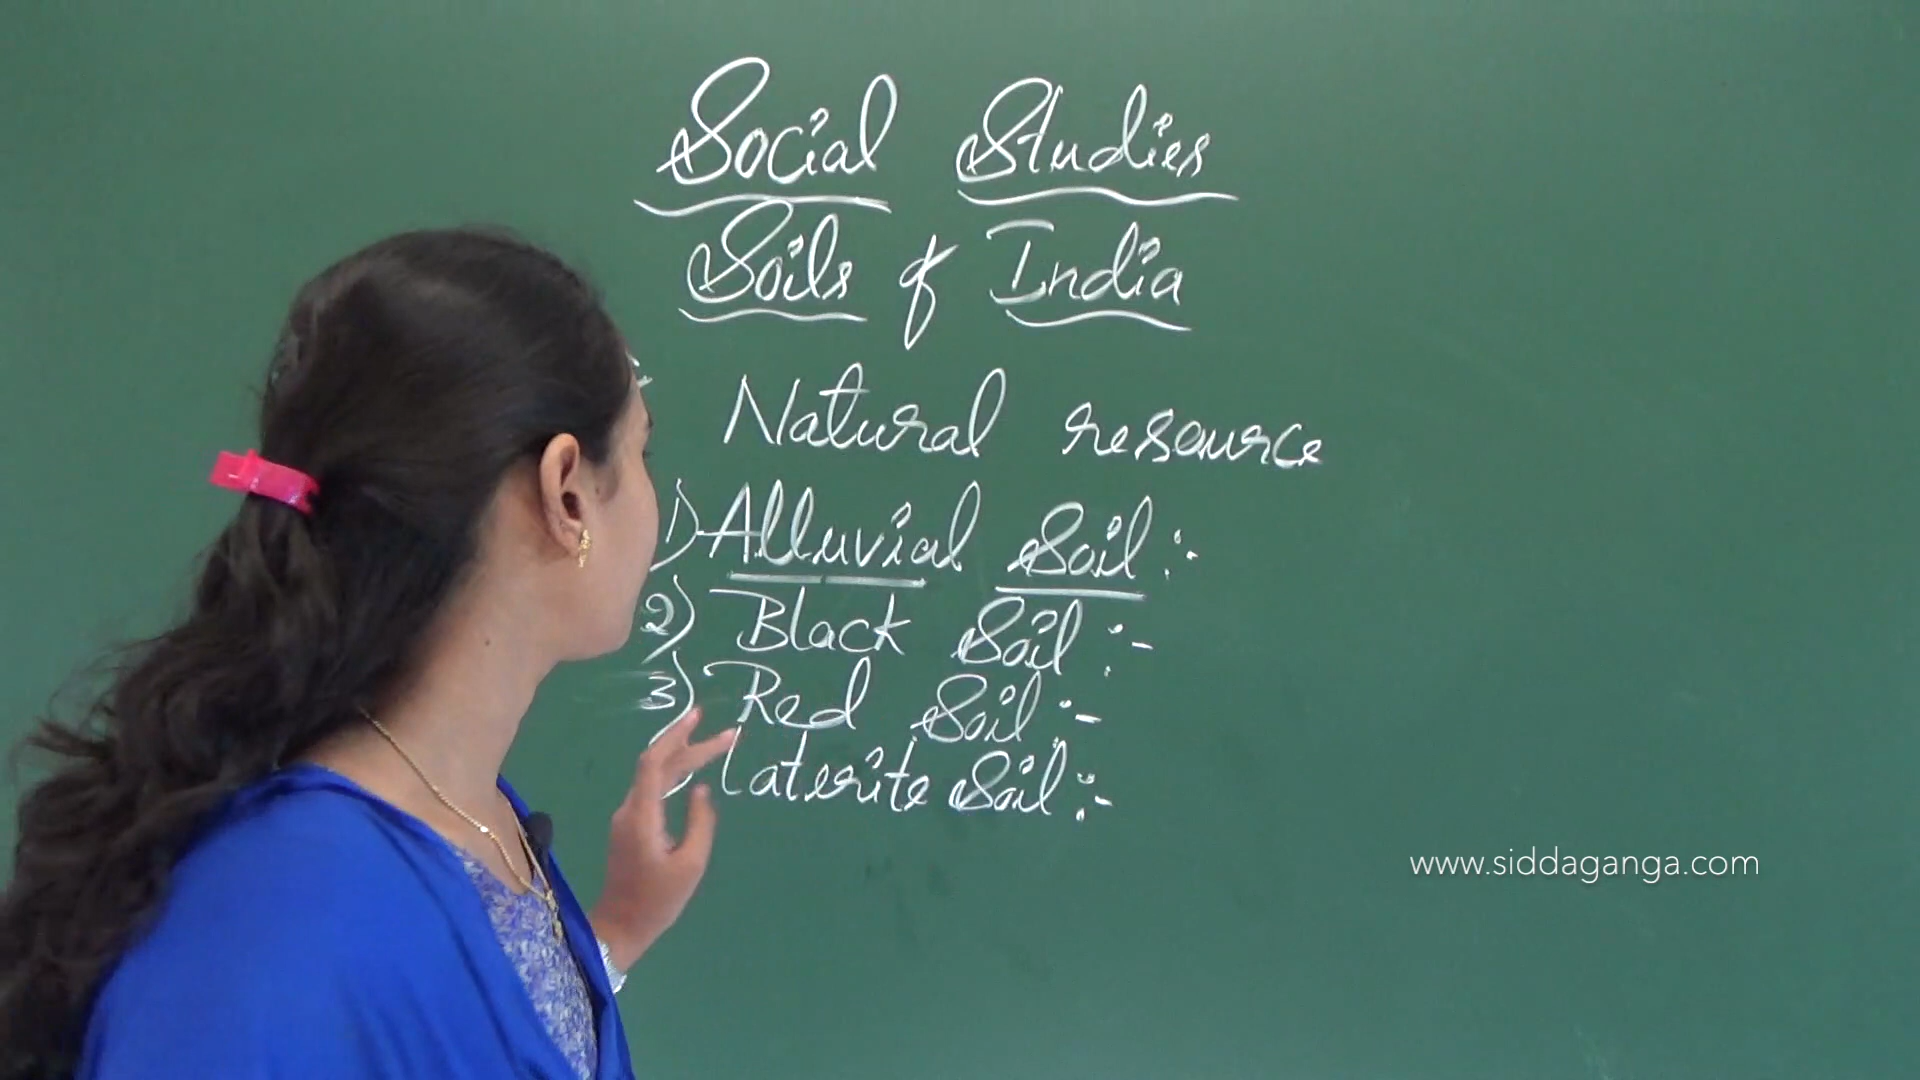 Social Studies
Soils of India
Natural resource
1) Alluvial Soil :-
2) Black Soil :-
3) Red Soil :-
Laterite Soil :-
www.siddaganga.com